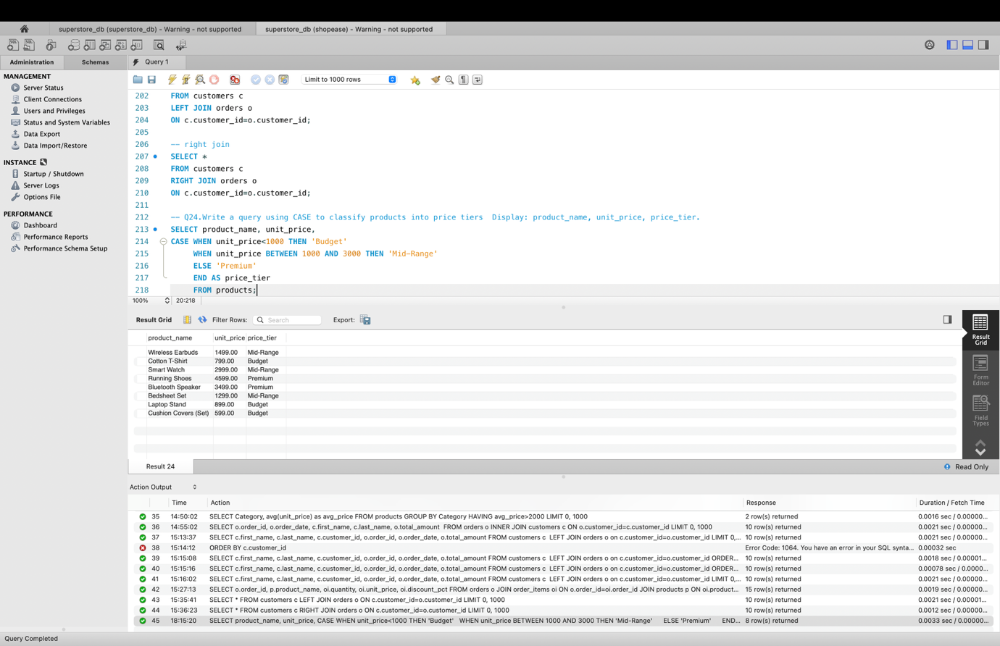 superstore_db (superstore_db) - Warning - not supported
superstore_db (shopease) - Warning - not supported
Administration
Schemas
Query 1
MANAGEMENT
Server Status
Client Connections
Users and Privileges
Status and System Variables
Data Export
Data Import/Restore
INSTANCE
Startup / Shutdown
Server Logs
Options File
PERFORMANCE
Dashboard
Performance Reports
Performance Schema Setup
Limit to 1000 rows
202 FROM customers c
203 LEFT JOIN orders o
204 ON c.customer_id=o.customer_id;
205
206 -- right join
207 SELECT *
208 FROM customers c
209 RIGHT JOIN orders o
210 ON c.customer_id=o.customer_id;
211
212 -- Q24.Write a query using CASE to classify products into price tiers  Display: product_name, unit_price, price_tier.
213 SELECT product_name, unit_price,
214 CASE WHEN unit_price<1000 THEN 'Budget'
215 WHEN unit_price BETWEEN 1000 AND 3000 THEN 'Mid-Range'
216 ELSE 'Premium'
217 END AS price_tier
218 FROM products;
100% 20:218
Result Grid Filter Rows: Search Export:
product_name unit_price price_tier
Wireless Earbuds 1499.00 Mid-Range
Cotton T-Shirt 799.00 Budget
Smart Watch 2999.00 Mid-Range
Running Shoes 4599.00 Premium
Bluetooth Speaker 3499.00 Premium
Bedsheet Set 1299.00 Mid-Range
Laptop Stand 899.00 Budget
Cushion Covers (Set) 599.00 Budget
Result
Grid
Form
Editor
Field
Types
Result 24
Read Only
Action Output
Time Action Response Duration / Fetch Time
35 14:50:02 SELECT Category, avg(unit_price) as avg_price FROM products GROUP BY Category HAVING avg_price>2000 LIMIT 0, 1000 2 row(s) returned 0.0016 sec / 0.00000...
36 14:55:02 SELECT o.order_id, o.order_date, c.first_name, c.last_name, o.total_amount  FROM orders o INNER JOIN customers c ON o.customer_id=c.customer_id LIMIT 0, 1000 10 row(s) returned 0.0021 sec / 0.00000...
37 15:13:37 SELECT c.first_name, c.last_name, c.customer_id, o.order_id, o.order_date, o.total_amount FROM customers c  LEFT JOIN orders o on c.customer_id=o.customer_id LIMIT 0,... 10 row(s) returned 0.0021 sec / 0.00000...
38 15:14:12 ORDER BY c.customer_id Error Code: 1064. You have an error in your SQL synta... 0.00032 sec
39 15:15:08 SELECT c.first_name, c.last_name, c.customer_id, o.order_id, o.order_date, o.total_amount FROM customers c  LEFT JOIN orders o on c.customer_id=o.customer_id ORDER... 10 row(s) returned 0.0018 sec / 0.00001...
40 15:15:16 SELECT c.first_name, c.last_name, c.customer_id, o.order_id, o.order_date, o.total_amount FROM customers c  LEFT JOIN orders o on c.customer_id=o.customer_id ORDER... 10 row(s) returned 0.00078 sec / 0.0000...
41 15:16:02 SELECT c.first_name, c.last_name, c.customer_id, o.order_id, o.order_date, o.total_amount FROM customers c  LEFT JOIN orders o on c.customer_id=o.customer_id LIMIT 0,... 10 row(s) returned 0.0021 sec / 0.00000...
42 15:27:13 SELECT o.order_id, p.product_name, oi.quantity, oi.unit_price, oi.discount_pct FROM orders o JOIN order_items oi ON o.order_id=oi.order_id JOIN products p ON oi.product... 15 row(s) returned 0.0019 sec / 0.00000...
43 15:35:41 SELECT * FROM customers c LEFT JOIN orders o ON c.customer_id=o.customer_id LIMIT 0, 1000 10 row(s) returned 0.0021 sec / 0.00001...
44 15:36:23 SELECT * FROM customers c RIGHT JOIN orders o ON c.customer_id=o.customer_id LIMIT 0, 1000 10 row(s) returned 0.0012 sec / 0.00000...
45 18:15:20 SELECT product_name, unit_price, CASE WHEN unit_price<1000 THEN 'Budget'   WHEN unit_price BETWEEN 1000 AND 3000 THEN 'Mid-Range'      ELSE 'Premium'      END... 8 row(s) returned 0.0033 sec / 0.00000...
Query Completed